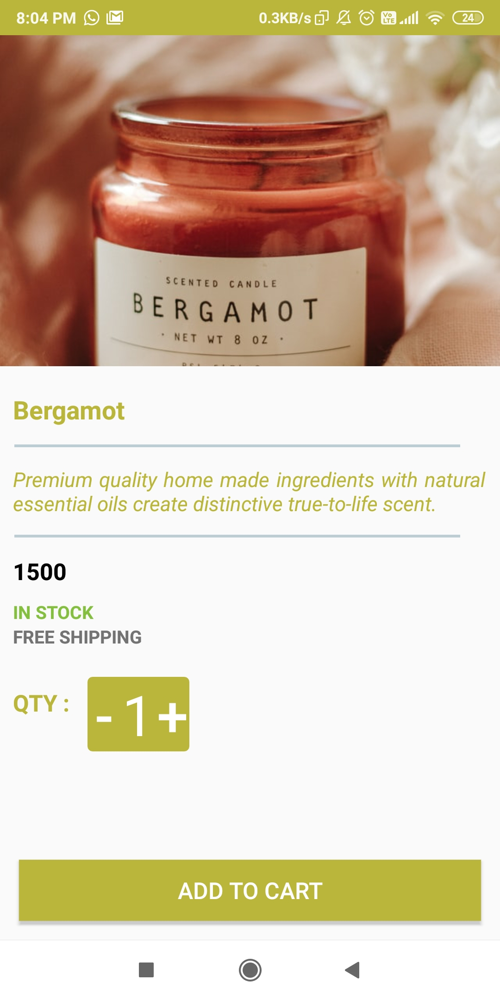 8:04 PM 0.3KB/s Vo LTE 24
SCENTED CANDLE
BERGAMOT
· NET WT 8 OZ ·
Bergamot
Premium quality home made ingredients with natural
essential oils create distinctive true-to-life scent.
1500
IN STOCK
FREE SHIPPING
QTY : - 1 +
ADD TO CART